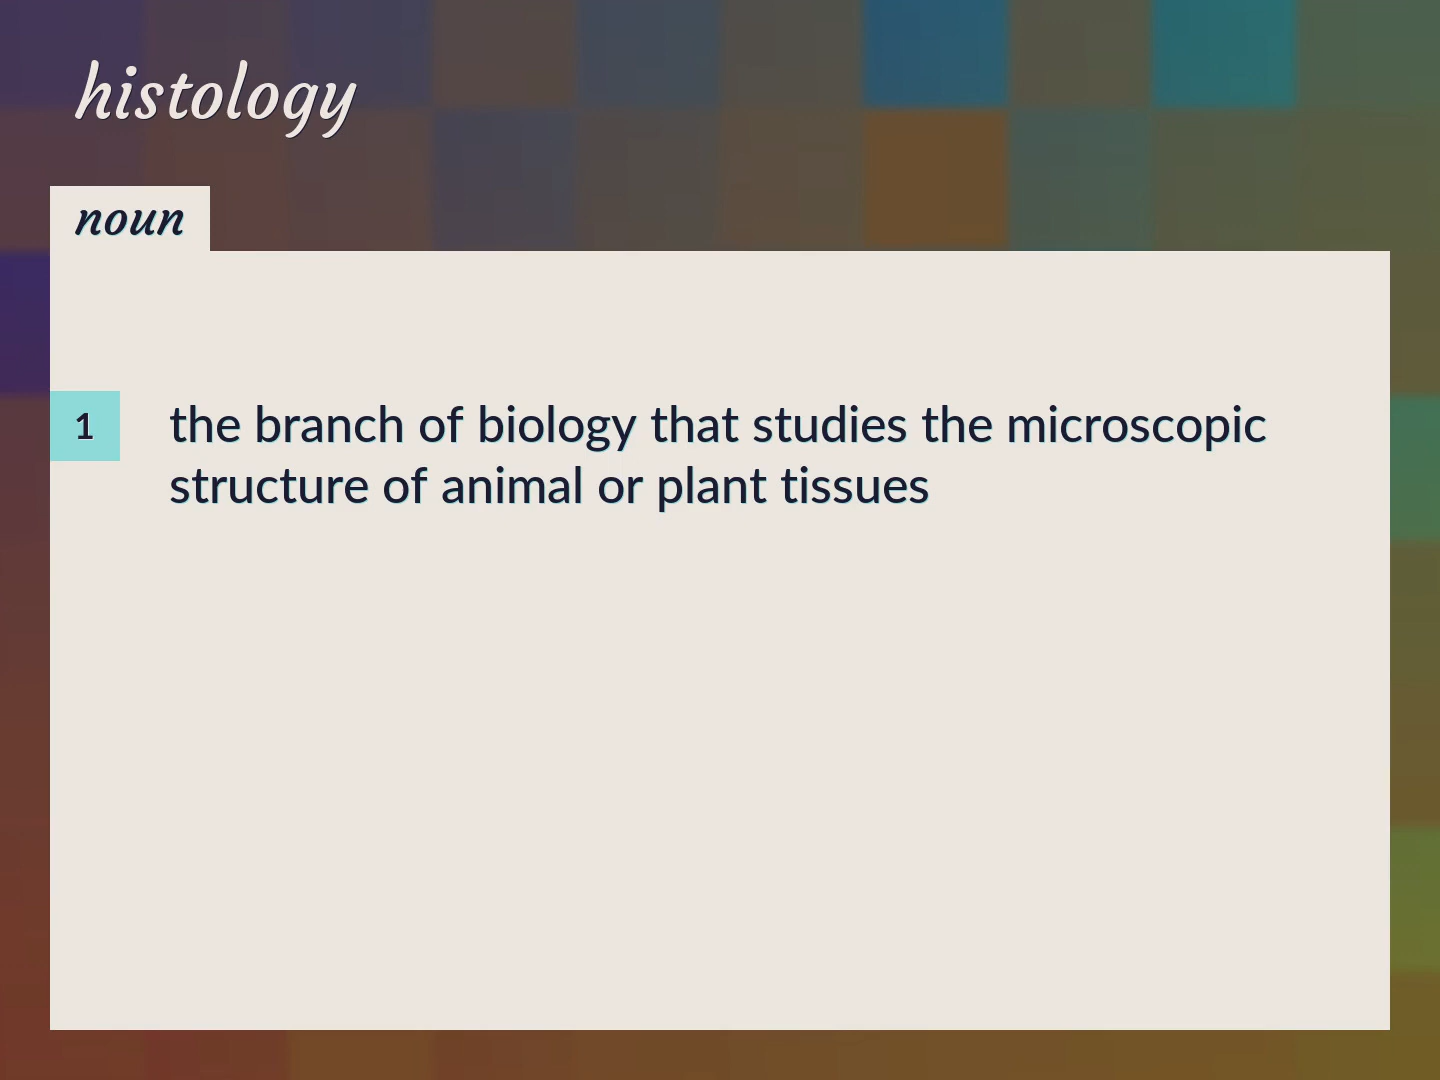 histology
noun
1
the branch of biology that studies the microscopic
structure of animal or plant tissues